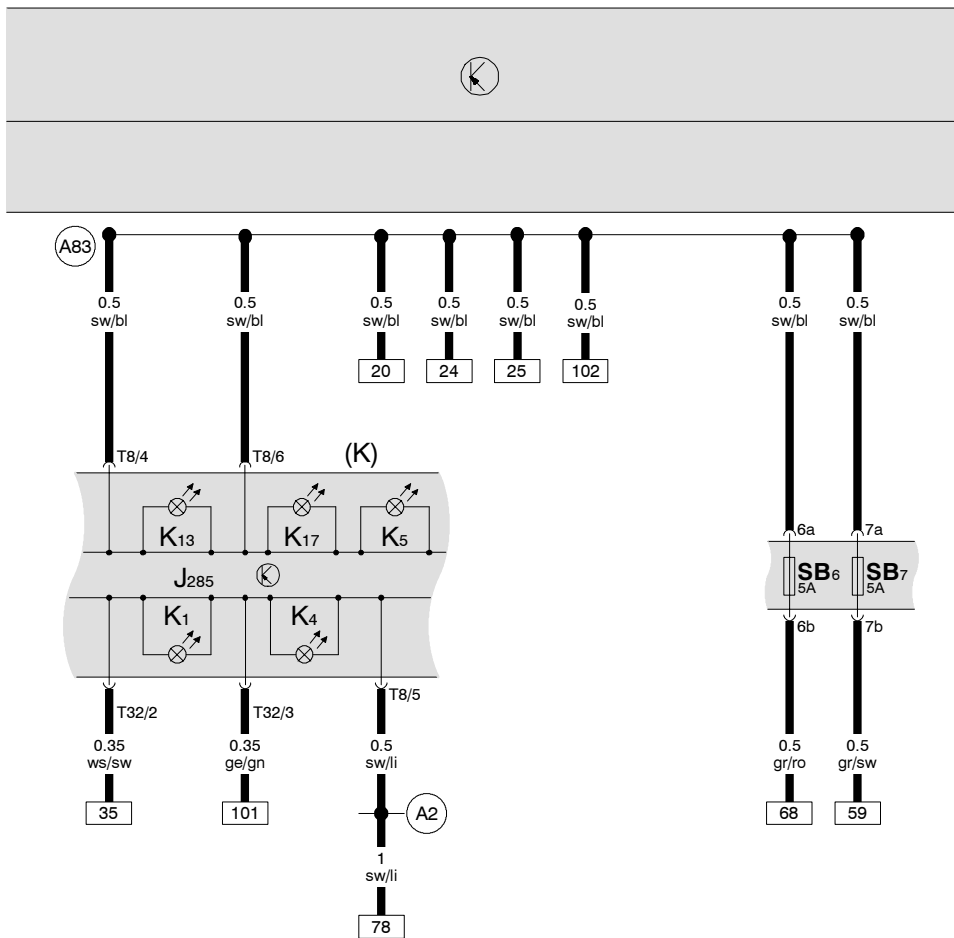 A83
0.5 0.5 0.5 0.5 0.5 0.5 0.5 0.5
sw/bl sw/bl sw/bl sw/bl sw/bl sw/bl sw/bl sw/bl
20 24 25 102
T8/4 T8/6 (K)
K13 K17 K5
6a 7a
J285
SB6 SB7
5A 5A
K1 K4
6b 7b
T32/2 T32/3 T8/5
0.35 0.35 0.5 0.5 0.5
ws/sw ge/gn sw/li gr/ro gr/sw
35 101 A2 68 59
1
sw/li
78